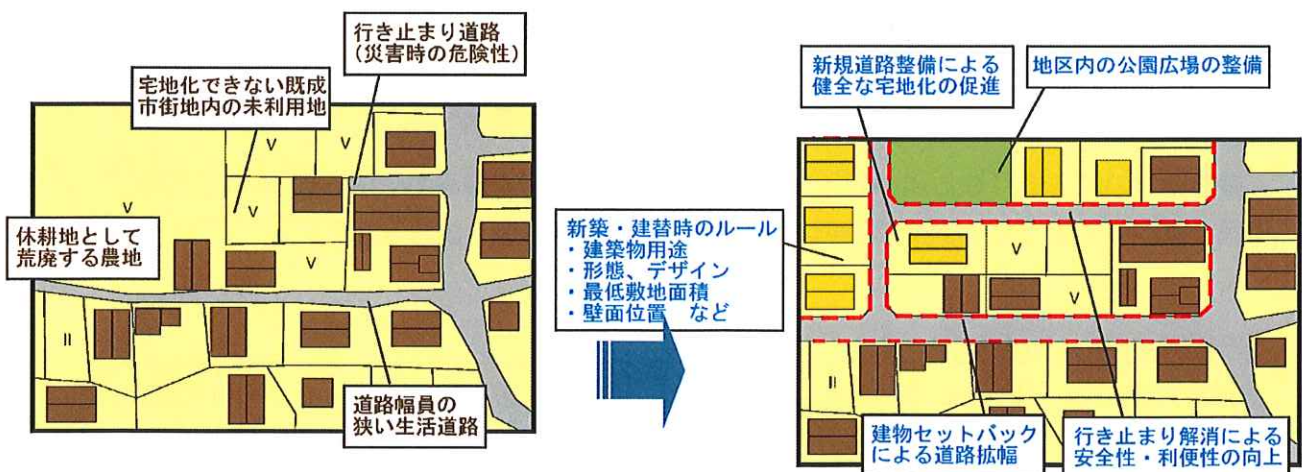 行き止まり道路
(災害時の危険性)
宅地化できない既成
市街地内の未利用地
休耕地として
荒廃する農地
道路幅員の
狭い生活道路
V
V
V
V
V
II
新築・建替時のルール
・建築物用途
・形態、デザイン
・最低敷地面積
・壁面位置　など
新規道路整備による
健全な宅地化の促進
地区内の公園広場の整備
V
V
II
建物セットバック
による道路拡幅
行き止まり解消による
安全性・利便性の向上